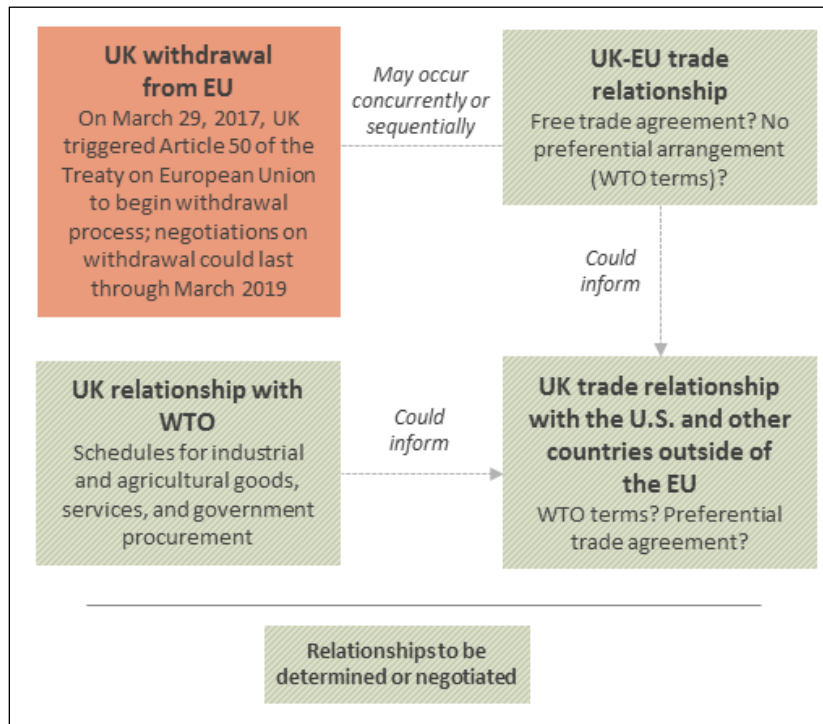 UK withdrawal
from EU
On March 29, 2017, UK
triggered Article 50 of the
Treaty on European Union
to begin withdrawal
process; negotiations on
withdrawal could last
through March 2019
May occur
concurrently or
sequentially
UK-EU trade
relationship
Free trade agreement? No
preferential arrangement
(WTO terms)?
Could
inform
UK relationship with
WTO
Schedules for industrial
and agricultural goods,
services, and government
procurement
Could
inform
UK trade relationship
with the U.S. and other
countries outside of
the EU
WTO terms? Preferential
trade agreement?
Relationships to be
determined or negotiated